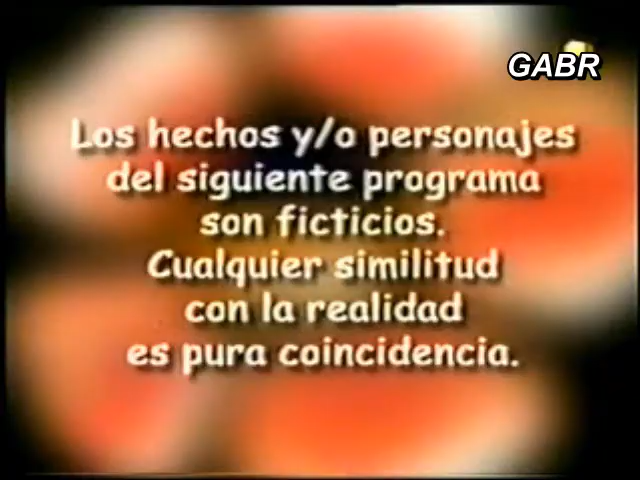 GABR
Los hechos y/o personajes
del siguiente programa
son ficticios.
Cualquier similitud
con la realidad
es pura coincidencia.